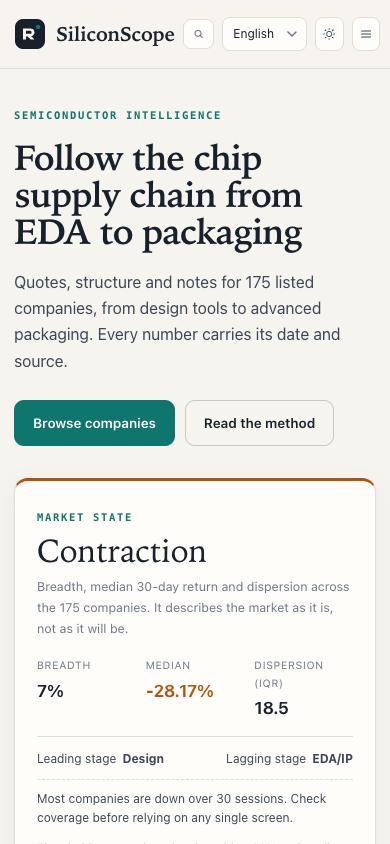 R SiliconScope English
SEMICONDUCTOR INTELLIGENCE
Follow the chip
supply chain from
EDA to packaging
Quotes, structure and notes for 175 listed
companies, from design tools to advanced
packaging. Every number carries its date and
source.
Browse companies Read the method
MARKET STATE
Contraction
Breadth, median 30-day return and dispersion across
the 175 companies. It describes the market as it is,
not as it will be.
BREADTH MEDIAN DISPERSION
(IQR)
7% -28.17% 18.5
Leading stage Design Lagging stage EDA/IP
Most companies are down over 30 sessions. Check
coverage before relying on any single screen.